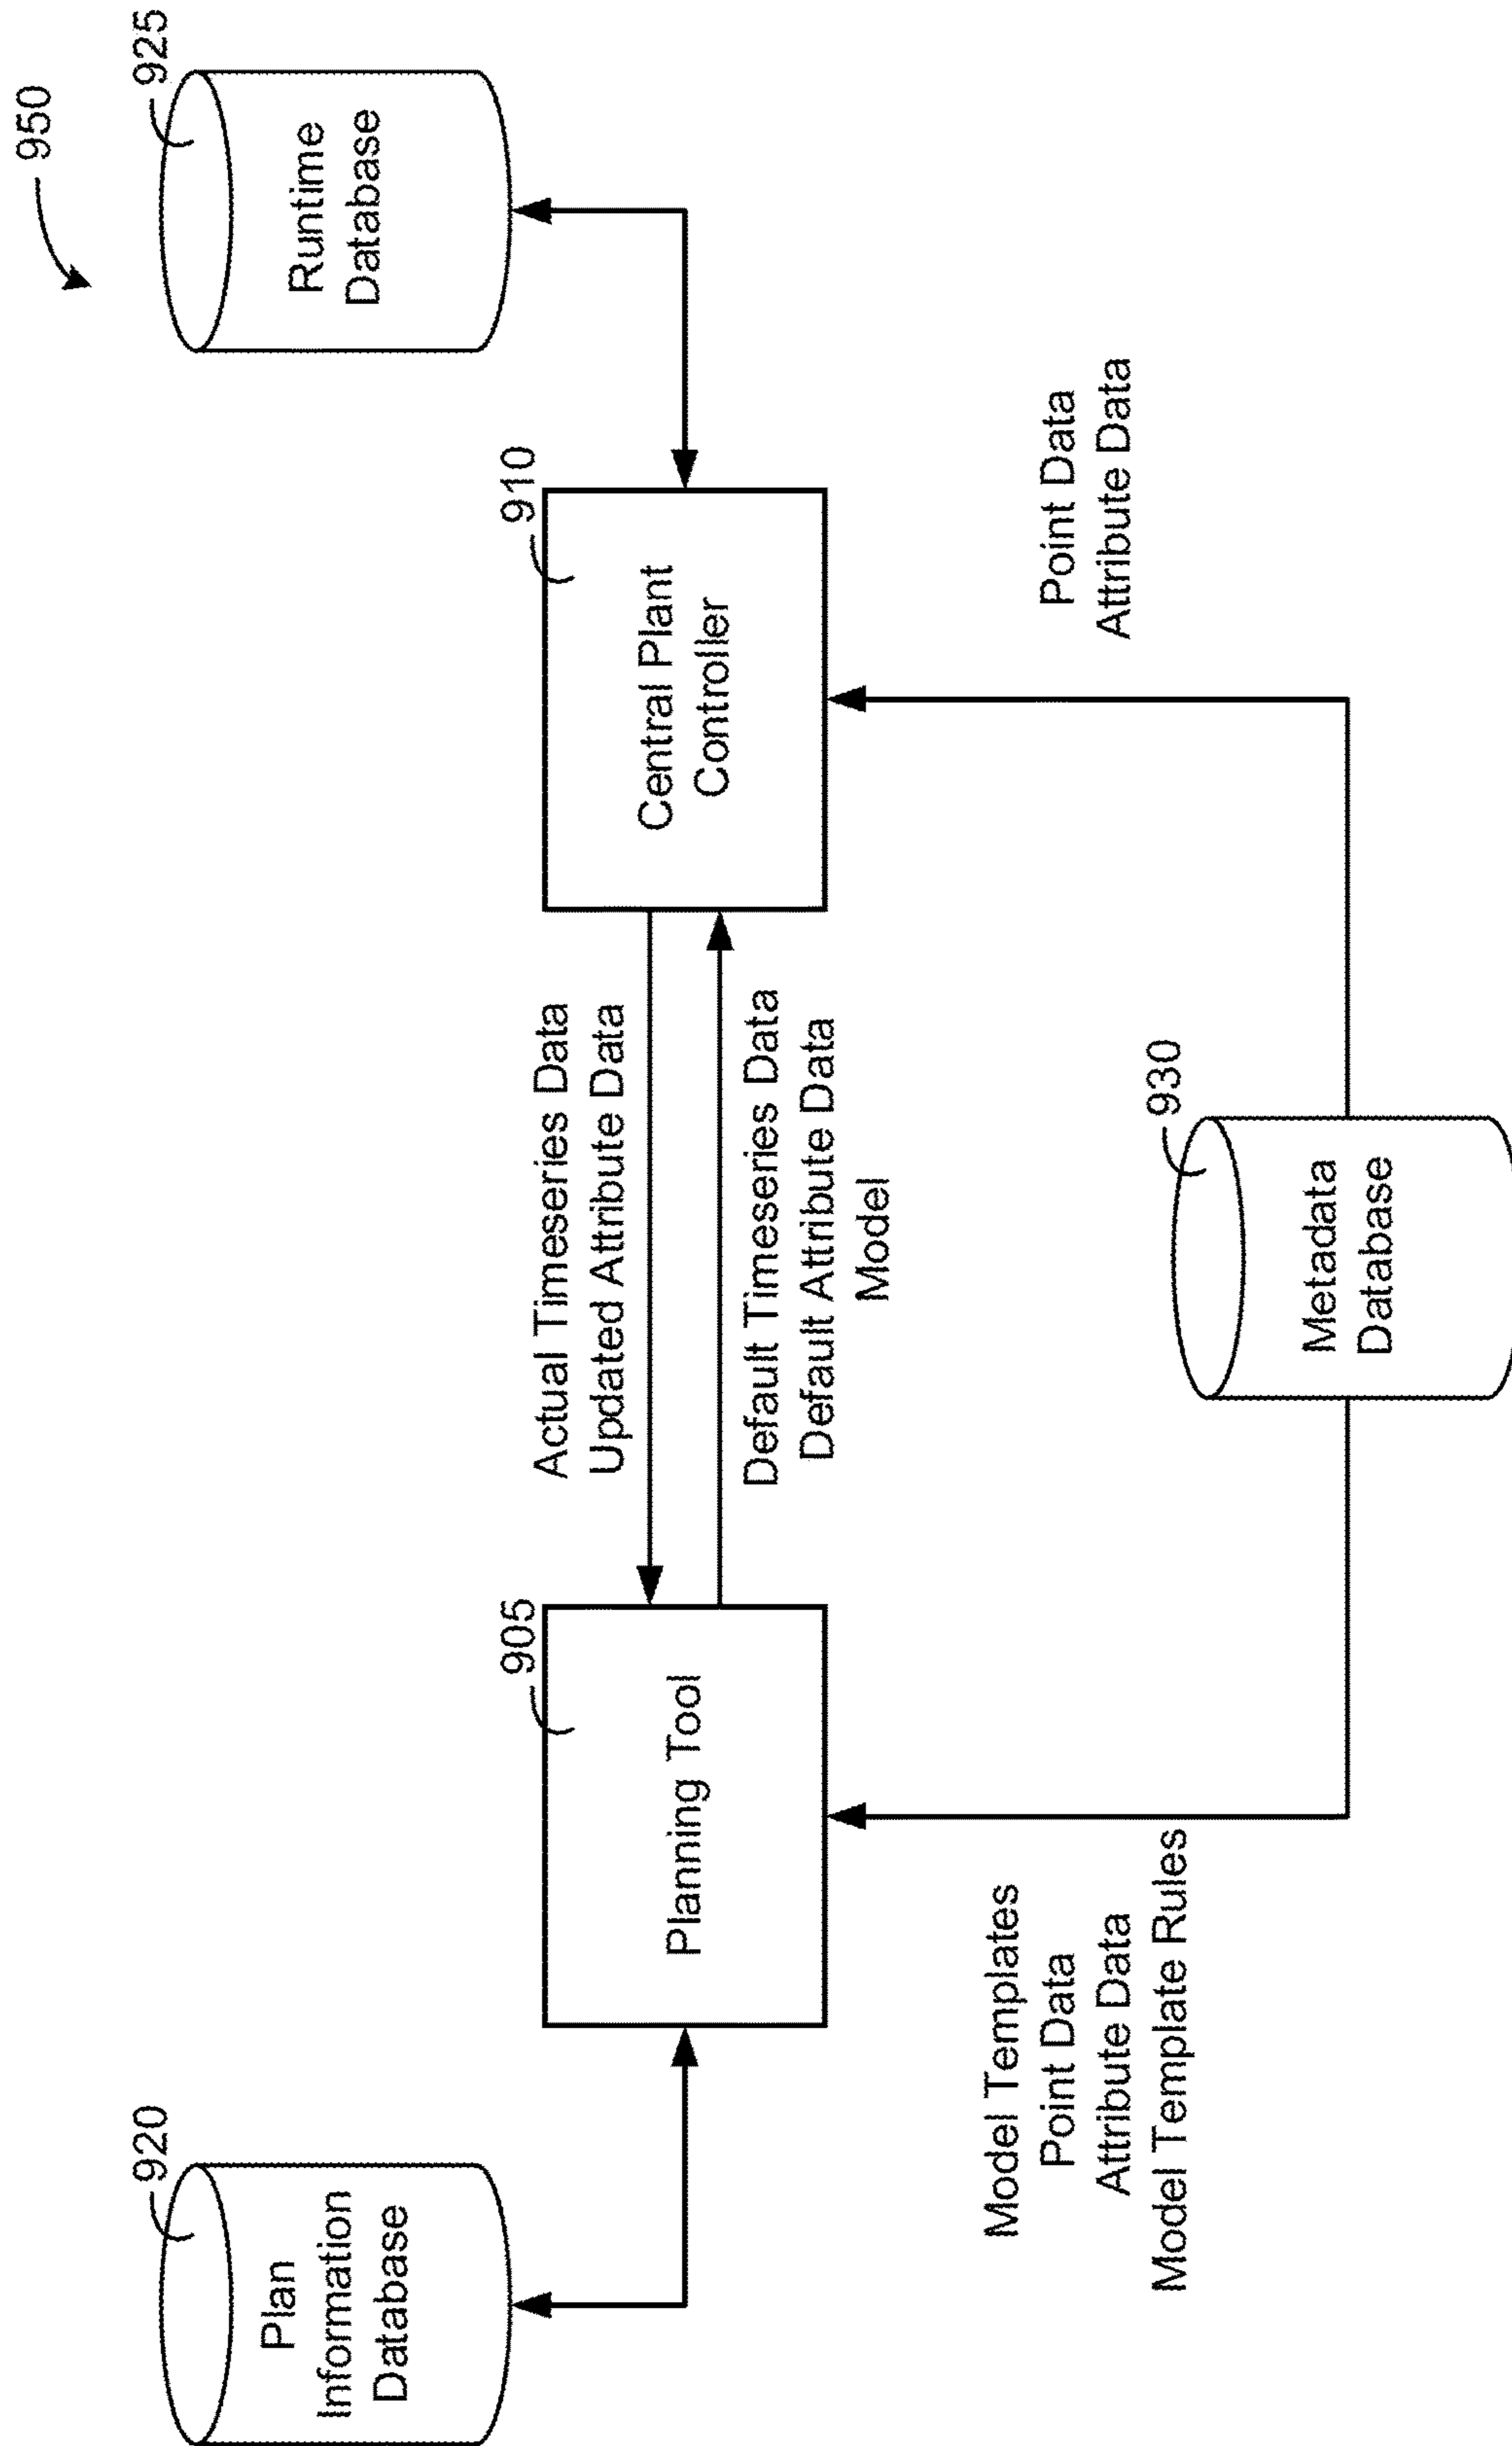 950
920
Plan
Information
Database
925
Runtime
Database
905
Planning Tool
910
Central Plant
Controller
Actual Timeseries Data
Updated Attribute Data
Default Timeseries Data
Default Attribute Data
Model
Model Templates
Point Data
Attribute Data
Model Template Rules
930
Metadata
Database
Point Data
Attribute Data